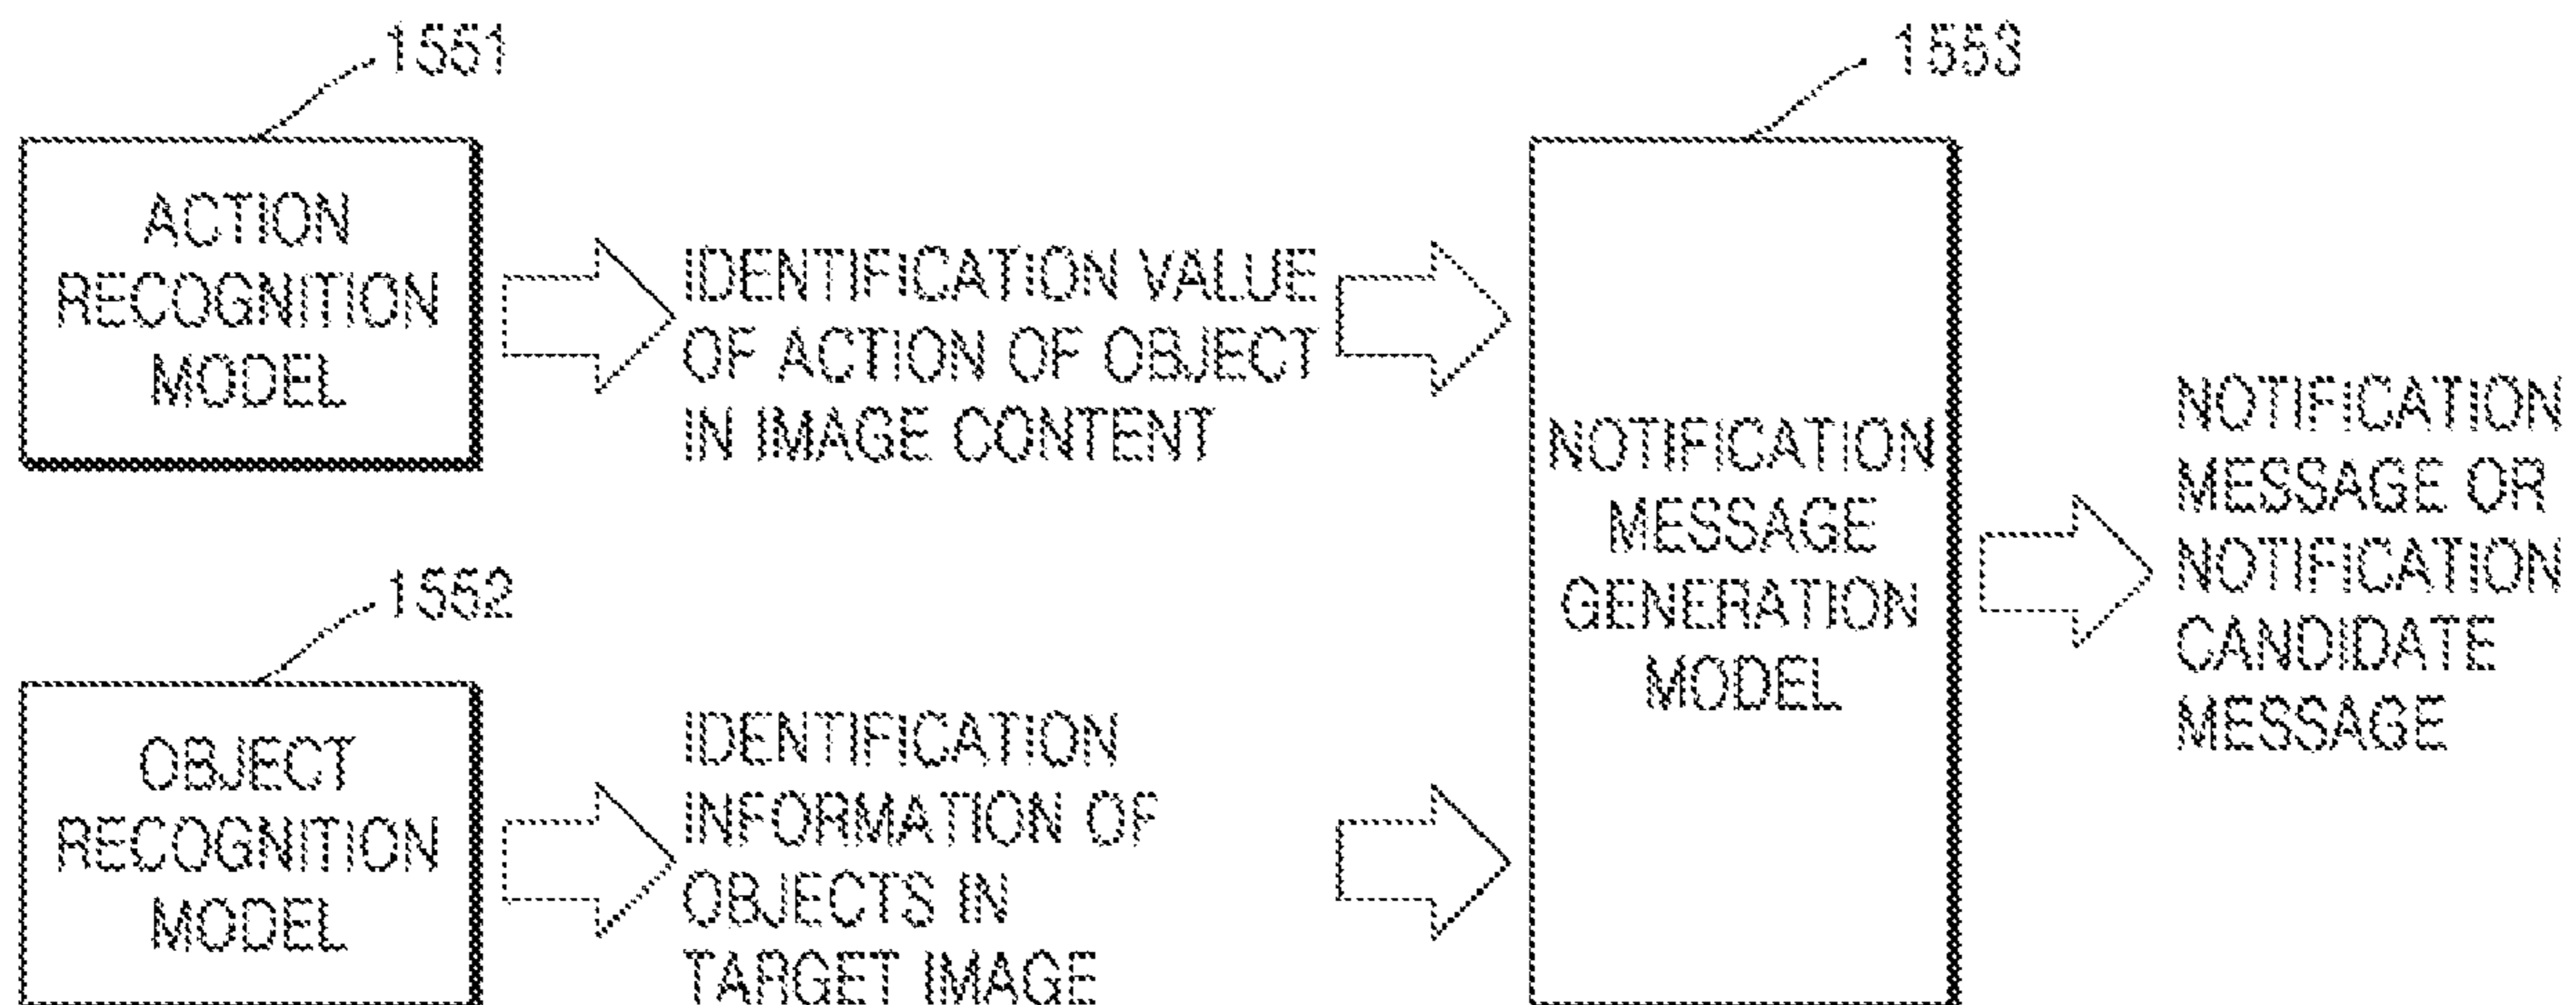 1551
ACTION
RECOGNITION
MODEL
IDENTIFICATION VALUE
OF ACTION OF OBJECT
IN IMAGE CONTENT
1552
OBJECT
RECOGNITION
MODEL
IDENTIFICATION
INFORMATION OF
OBJECTS IN
TARGET IMAGE
1553
NOTIFICATION
MESSAGE
GENERATION
MODEL
NOTIFICATION
MESSAGE OR
NOTIFICATION
CANDIDATE
MESSAGE